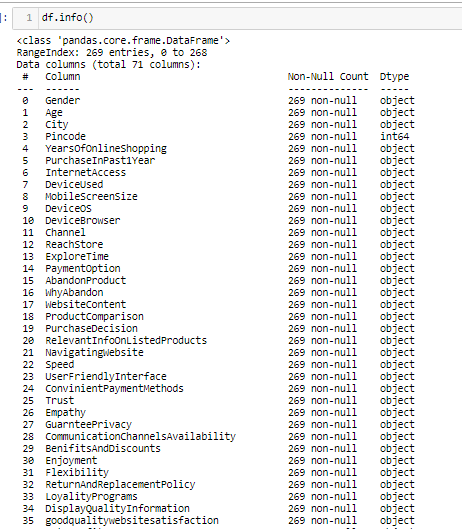 ]: 1 df.info()
<class 'pandas.core.frame.DataFrame'>
RangeIndex: 269 entries, 0 to 268
Data columns (total 71 columns):
# Column Non-Null Count Dtype
--- ------ -------------- -----
0 Gender 269 non-null object
1 Age 269 non-null object
2 City 269 non-null object
3 Pincode 269 non-null int64
4 YearsOfOnlineShopping 269 non-null object
5 PurchaseInPast1Year 269 non-null object
6 InternetAccess 269 non-null object
7 DeviceUsed 269 non-null object
8 MobileScreenSize 269 non-null object
9 DeviceOS 269 non-null object
10 DeviceBrowser 269 non-null object
11 Channel 269 non-null object
12 ReachStore 269 non-null object
13 ExploreTime 269 non-null object
14 PaymentOption 269 non-null object
15 AbandonProduct 269 non-null object
16 WhyAbandon 269 non-null object
17 WebsiteContent 269 non-null object
18 ProductComparison 269 non-null object
19 PurchaseDecision 269 non-null object
20 RelevantInfoOnListedProducts 269 non-null object
21 NavigatingWebsite 269 non-null object
22 Speed 269 non-null object
23 UserFriendlyInterface 269 non-null object
24 ConvinientPaymentMethods 269 non-null object
25 Trust 269 non-null object
26 Empathy 269 non-null object
27 GuarnteePrivacy 269 non-null object
28 CommunicationChannelsAvailability 269 non-null object
29 BenifitsAndDiscounts 269 non-null object
30 Enjoyment 269 non-null object
31 Flexibility 269 non-null object
32 ReturnAndReplacementPolicy 269 non-null object
33 LoyalityPrograms 269 non-null object
34 DisplayQualityInformation 269 non-null object
35 goodqualitywebsitesatisfaction 269 non-null object